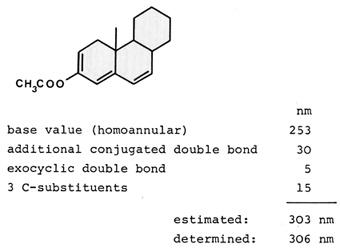 CH₃COO
nm
base value (homoannular) 253
additional conjugated double bond 30
exocyclic double bond 5
3 C-substituents 15
estimated: 303 nm
determined: 306 nm